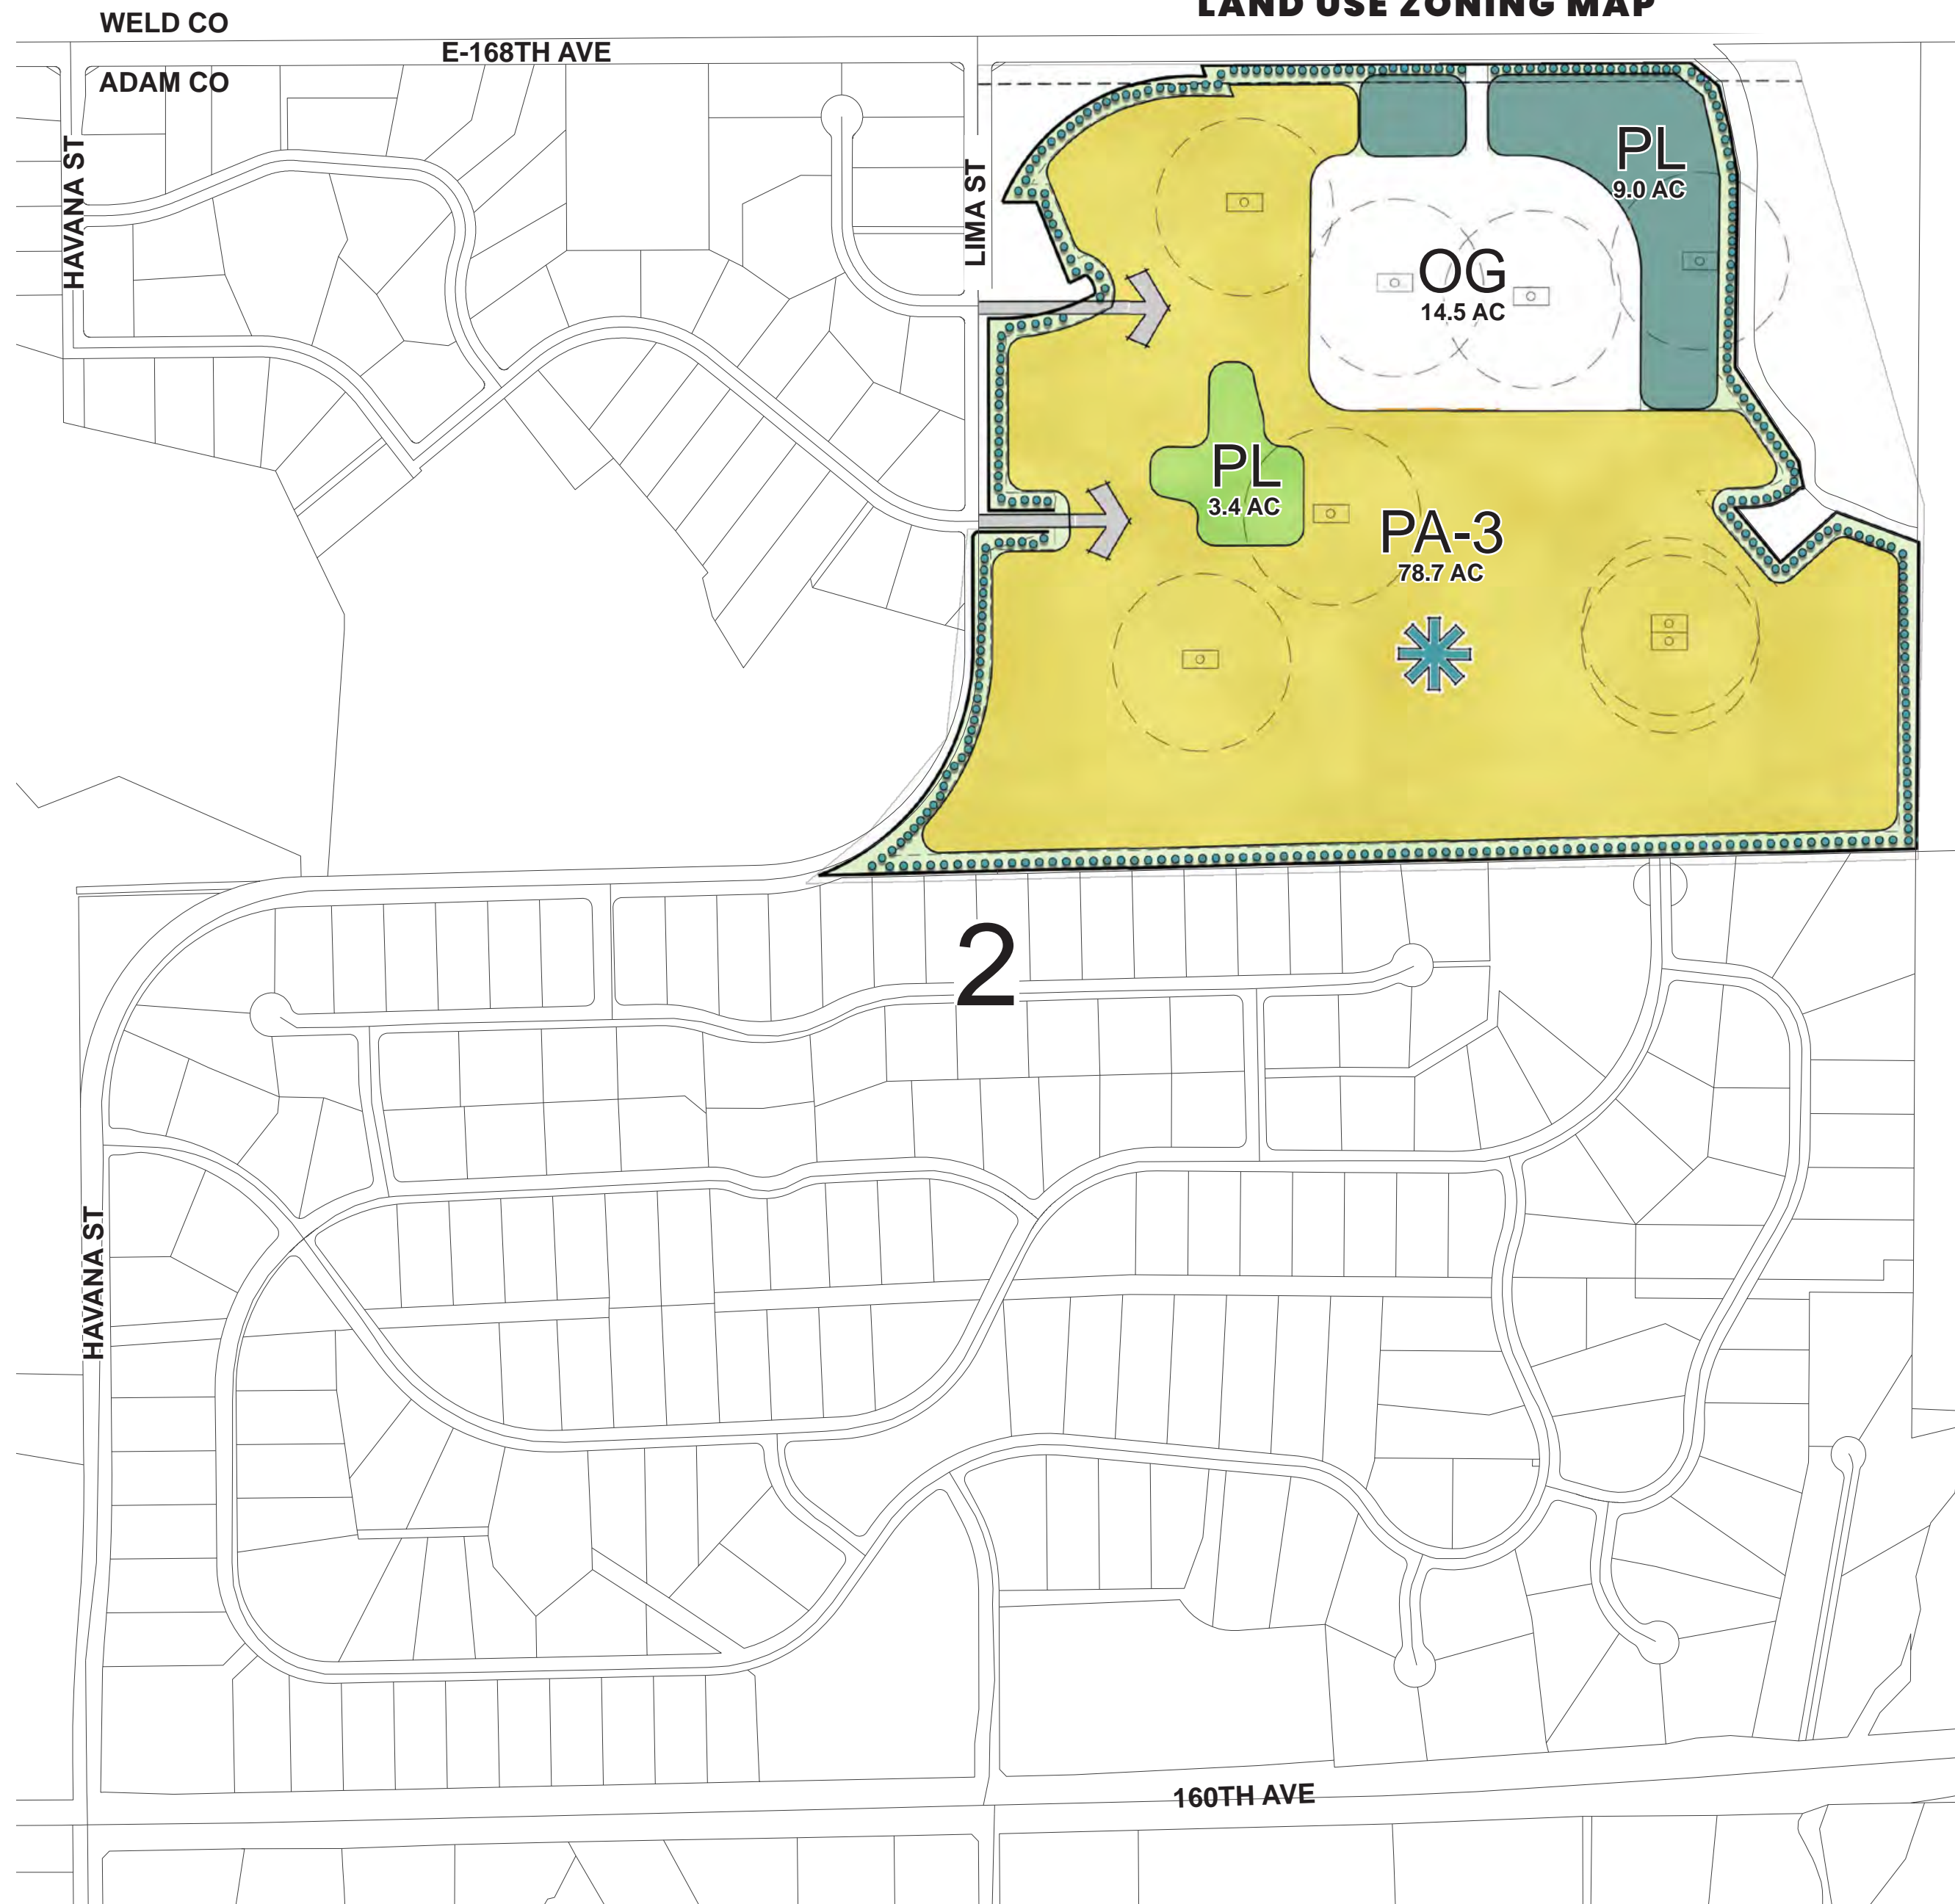 LAND USE ZONING MAP
WELD CO
E-168TH AVE
ADAM CO
HAVANA ST
LIMA ST
PL
9.0 AC
OG
14.5 AC
PL
3.4 AC
PA-3
78.7 AC
2
HAVANA ST
160TH AVE